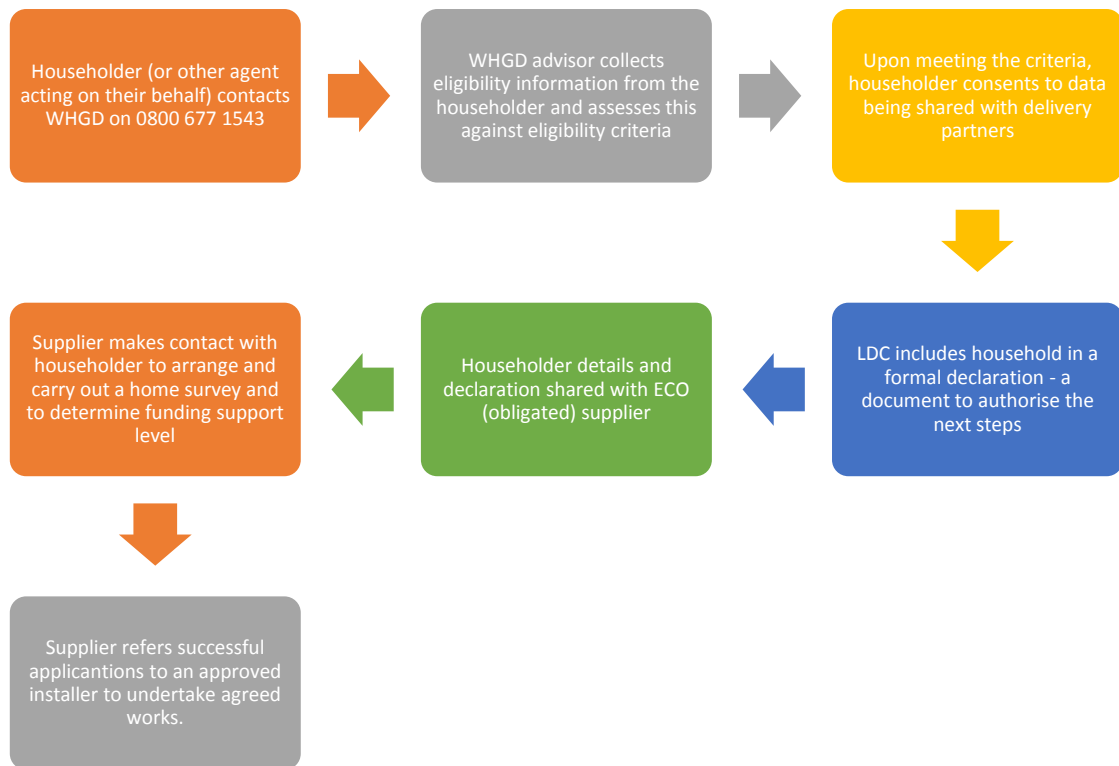 Householder (or other agent
acting on their behalf) contacts
WHGD on 0800 677 1543
WHGD advisor collects
eligibility information from the
householder and assesses this
against eligibility criteria
Upon meeting the criteria,
householder consents to data
being shared with delivery
partners
LDC includes household in a
formal declaration - a
document to authorise the
next steps
Householder details and
declaration shared with ECO
(obligated) supplier
Supplier makes contact with
householder to arrange and
carry out a home survey and
to determine funding support
level
Supplier refers successful
applicantions to an approved
installer to undertake agreed
works.